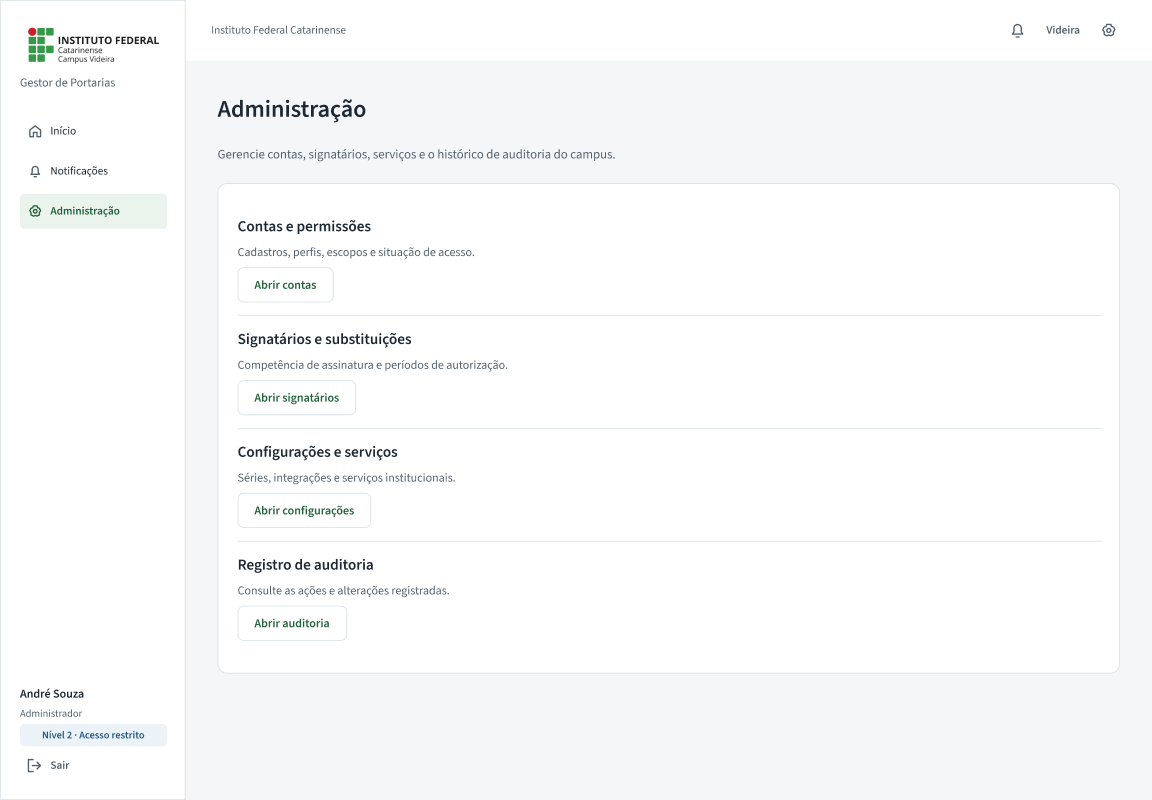 INSTITUTO FEDERAL
Catarinense
Campus Videira
Gestor de Portarias
Início
Notificações
Administração
André Souza
Administrador
Nível 2 · Acesso restrito
Sair
Instituto Federal Catarinense
Videira
Administração
Gerencie contas, signatários, serviços e o histórico de auditoria do campus.
Contas e permissões
Cadastros, perfis, escopos e situação de acesso.
Abrir contas
Signatários e substituições
Competência de assinatura e períodos de autorização.
Abrir signatários
Configurações e serviços
Séries, integrações e serviços institucionais.
Abrir configurações
Registro de auditoria
Consulte as ações e alterações registradas.
Abrir auditoria